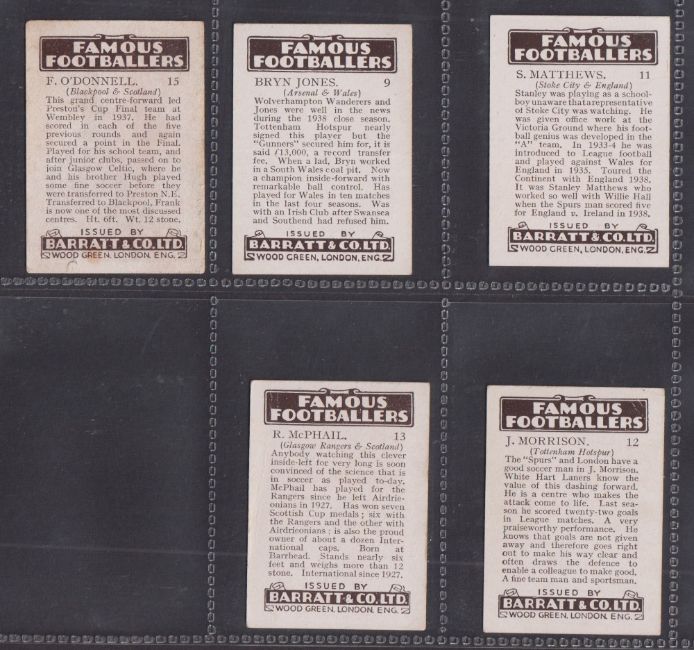 FAMOUS
FOOTBALLERS
F. O'DONNELL. 15
(Blackpool & Scotland)
This grand centre-forward led
Preston's Cup Final team at
Wembley in 1937. He had
scored in each of the five
previous rounds and again
secured a point in the Final.
Played for his school team, and
after junior clubs, passed on to
join Glasgow Celtic, where he
and his brother Hugh played
some fine soccer before they
were transferred to Preston N.E.
Transferred to Blackpool, Frank
is now one of the most discussed
centres. Ht. 6ft. Wt. 12 stone.
ISSUED BY
BARRATT & CO. LTD.
WOOD GREEN, LONDON, ENG.
FAMOUS
FOOTBALLERS
BRYN JONES. 9
(Arsenal & Wales)
Wolverhampton Wanderers and
Jones were well in the news
during the 1938 close season.
Tottenham Hotspur nearly
signed this player but the
"Gunners" secured him for, it is
said £13,000, a record transfer
fee. When a lad, Bryn worked
in a South Wales coal pit. Now
a champion inside-forward with
remarkable ball control. Has
played for Wales in ten matches
in the last four seasons. Was
with an Irish Club after Swansea
and Southend had refused him.
ISSUED BY
BARRATT & CO. LTD.
WOOD GREEN, LONDON, ENG.
FAMOUS
FOOTBALLERS
S. MATTHEWS. 11
(Stoke City & England)
Stanley was playing as a school-
boy unaware that a representative
of Stoke City was watching. He
was given office work at the
Victoria Ground where his foot-
ball genius was developed in the
"A" team. In 1933-4 he was
introduced to League football
and played against Wales for
England in 1935. Toured the
Continent with England 1938.
It was Stanley Matthews who
worked so well with Willie Hall
when the Spurs man scored five
for England v. Ireland in 1938.
ISSUED BY
BARRATT & CO. LTD.
WOOD GREEN, LONDON, ENG.
FAMOUS
FOOTBALLERS
R. McPHAIL. 13
(Glasgow Rangers & Scotland)
Anybody watching this clever
inside-left for very long is soon
convinced of the science that is
in soccer as played to-day.
McPhail has played for the
Rangers since he left Airdrie-
onians in 1927. Has won seven
Scottish Cup medals; six with
the Rangers and the other with
Airdrieonians; is also the proud
owner of about a dozen Inter-
national caps. Born at
Barrhead. Stands nearly six
feet and weighs more than 12
stone. International since 1927.
ISSUED BY
BARRATT & CO. LTD.
WOOD GREEN, LONDON, ENG.
FAMOUS
FOOTBALLERS
J. MORRISON. 12
(Tottenham Hotspur)
The "Spurs" and London have a
good soccer man in J. Morrison.
White Hart Laners know the
value of this dashing forward.
He is a centre who makes the
attack come to life. Last sea-
son he scored twenty-two goals
in League matches. A very
praiseworthy performance. He
knows that goals are not given
away and therefore goes right
out to make his way clear and
often draws the defence to
enable a colleague to make good.
A fine team man and sportsman.
ISSUED BY
BARRATT & CO. LTD.
WOOD GREEN, LONDON, ENG.